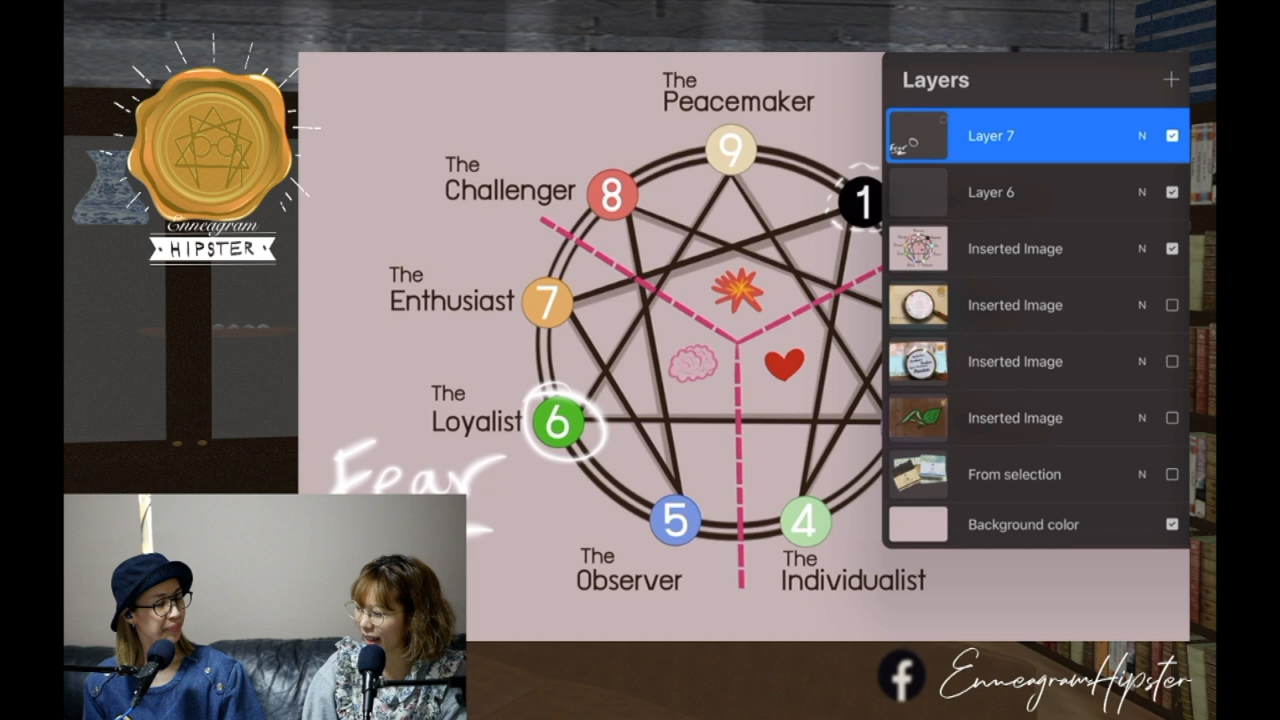 Enneagram
HIPSTER
The
Peacemaker
9
The
Challenger
8
1
The
Enthusiast
7
The
Loyalist
6
Fear
5
The
Observer
4
The
Individualist
Layers
+
Layer 7 N
Layer 6 N
Inserted Image N
Inserted Image N
Inserted Image N
Inserted Image N
From selection N
Background color
f EnneagramHipster